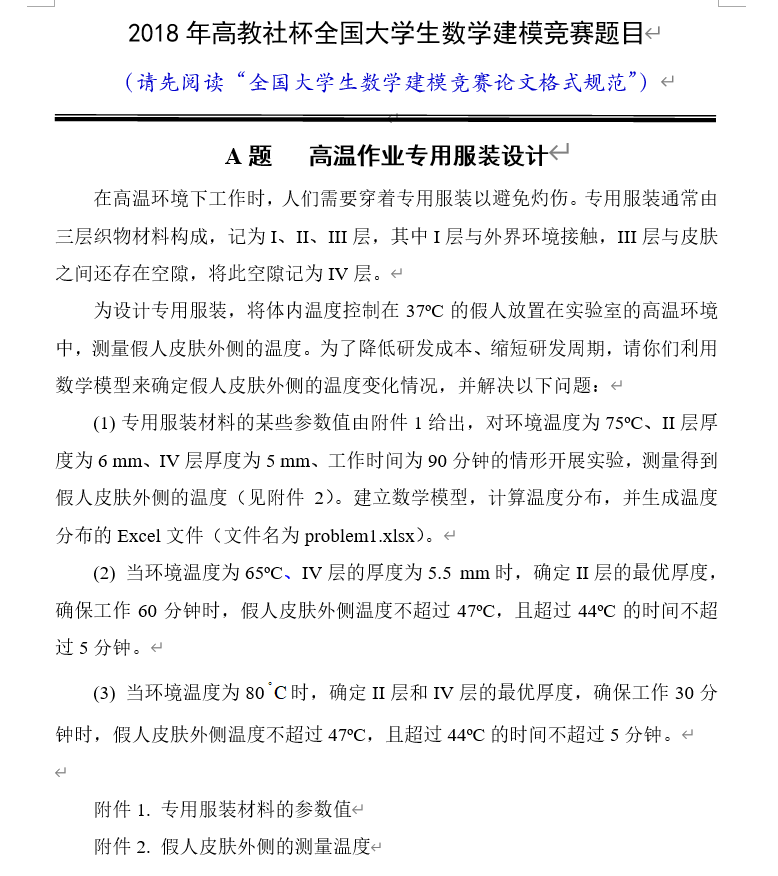 2018 年高教社杯全国大学生数学建模竞赛题目
（请先阅读“全国大学生数学建模竞赛论文格式规范”）
A 题 高温作业专用服装设计
在高温环境下工作时，人们需要穿着专用服装以避免灼伤。专用服装通常由
三层织物材料构成，记为 I、II、III 层，其中 I 层与外界环境接触，III 层与皮肤
之间还存在空隙，将此空隙记为 IV 层。
为设计专用服装，将体内温度控制在 37ºC 的假人放置在实验室的高温环境
中，测量假人皮肤外侧的温度。为了降低研发成本、缩短研发周期，请你们利用
数学模型来确定假人皮肤外侧的温度变化情况，并解决以下问题：
(1) 专用服装材料的某些参数值由附件 1 给出，对环境温度为 75ºC、II 层厚
度为 6 mm、IV 层厚度为 5 mm、工作时间为 90 分钟的情形开展实验，测量得到
假人皮肤外侧的温度（见附件 2）。建立数学模型，计算温度分布，并生成温度
分布的 Excel 文件（文件名为 problem1.xlsx）。
(2) 当环境温度为 65ºC、IV 层的厚度为 5.5 mm 时，确定 II 层的最优厚度，
确保工作 60 分钟时，假人皮肤外侧温度不超过 47ºC，且超过 44ºC 的时间不超
过 5 分钟。
(3) 当环境温度为 80°C 时，确定 II 层和 IV 层的最优厚度，确保工作 30 分
钟时，假人皮肤外侧温度不超过 47ºC，且超过 44ºC 的时间不超过 5 分钟。
附件 1. 专用服装材料的参数值
附件 2. 假人皮肤外侧的测量温度